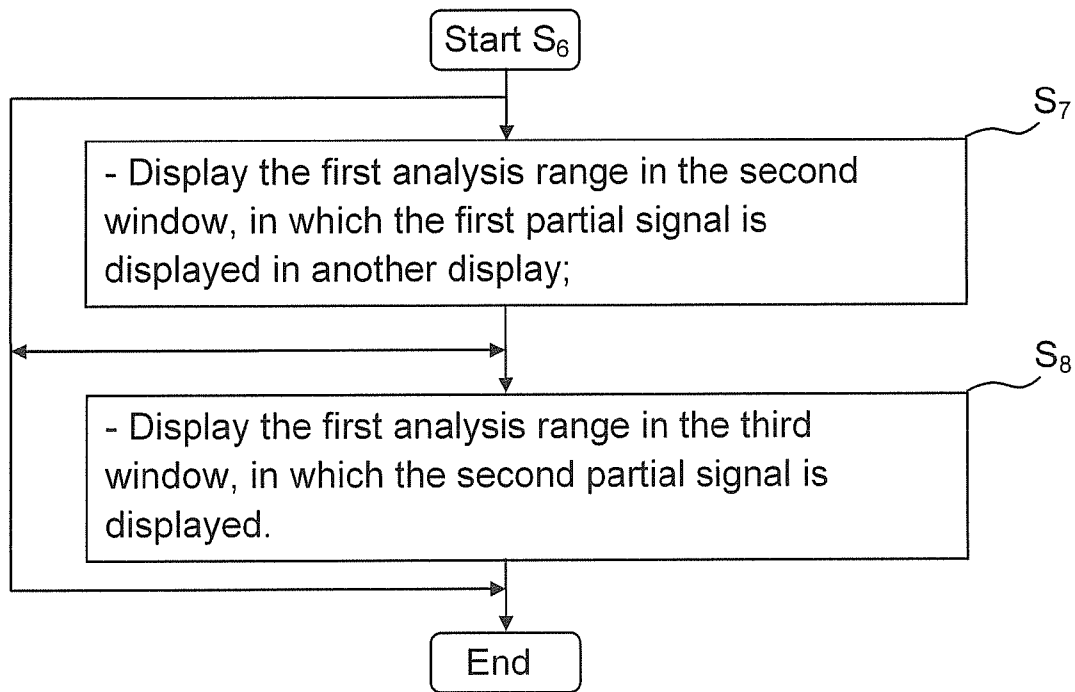 Start S₆
S₇
- Display the first analysis range in the second
window, in which the first partial signal is
displayed in another display;
S₈
- Display the first analysis range in the third
window, in which the second partial signal is
displayed.
End